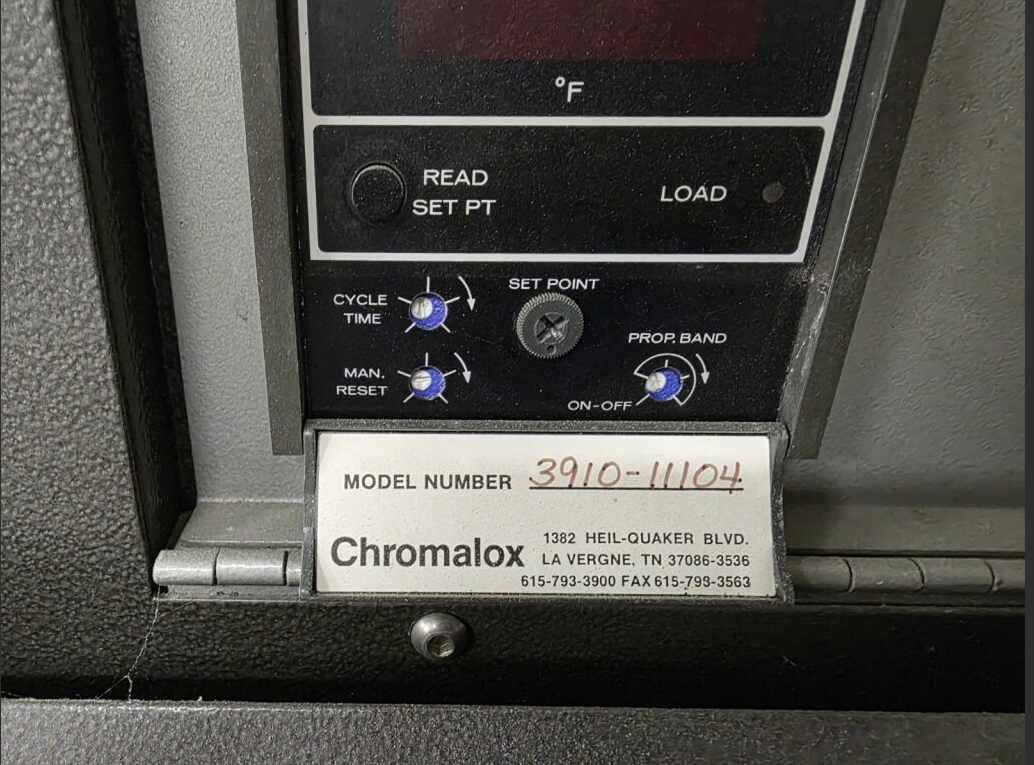 °F
READ
SET PT
LOAD
SET POINT
CYCLE
TIME
PROP. BAND
MAN.
RESET
ON-OFF
MODEL NUMBER 3910-11104
Chromalox
1382 HEIL-QUAKER BLVD.
LA VERGNE, TN 37086-3536
615-793-3900 FAX 615-793-3563